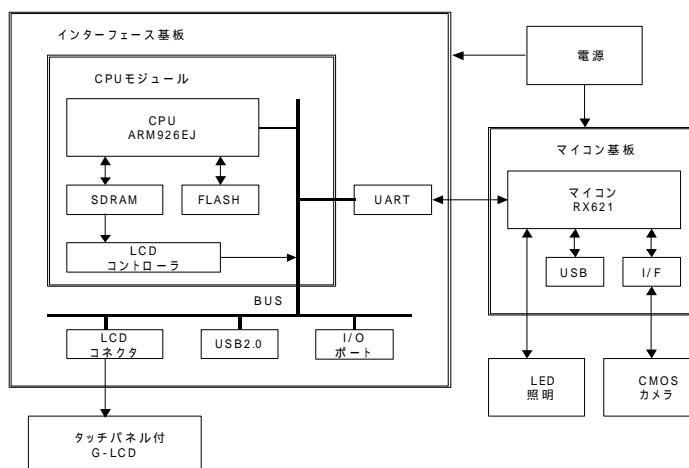 インターフェース基板
CPUモジュール
CPU
ARM926EJ
SDRAM
FLASH
LCD
コントローラ
UART
BUS
LCD
コネクタ
USB2.0
I/O
ポート
タッチパネル付
G-LCD
電源
マイコン基板
マイコン
RX621
USB
I/F
LED
照明
CMOS
カメラ